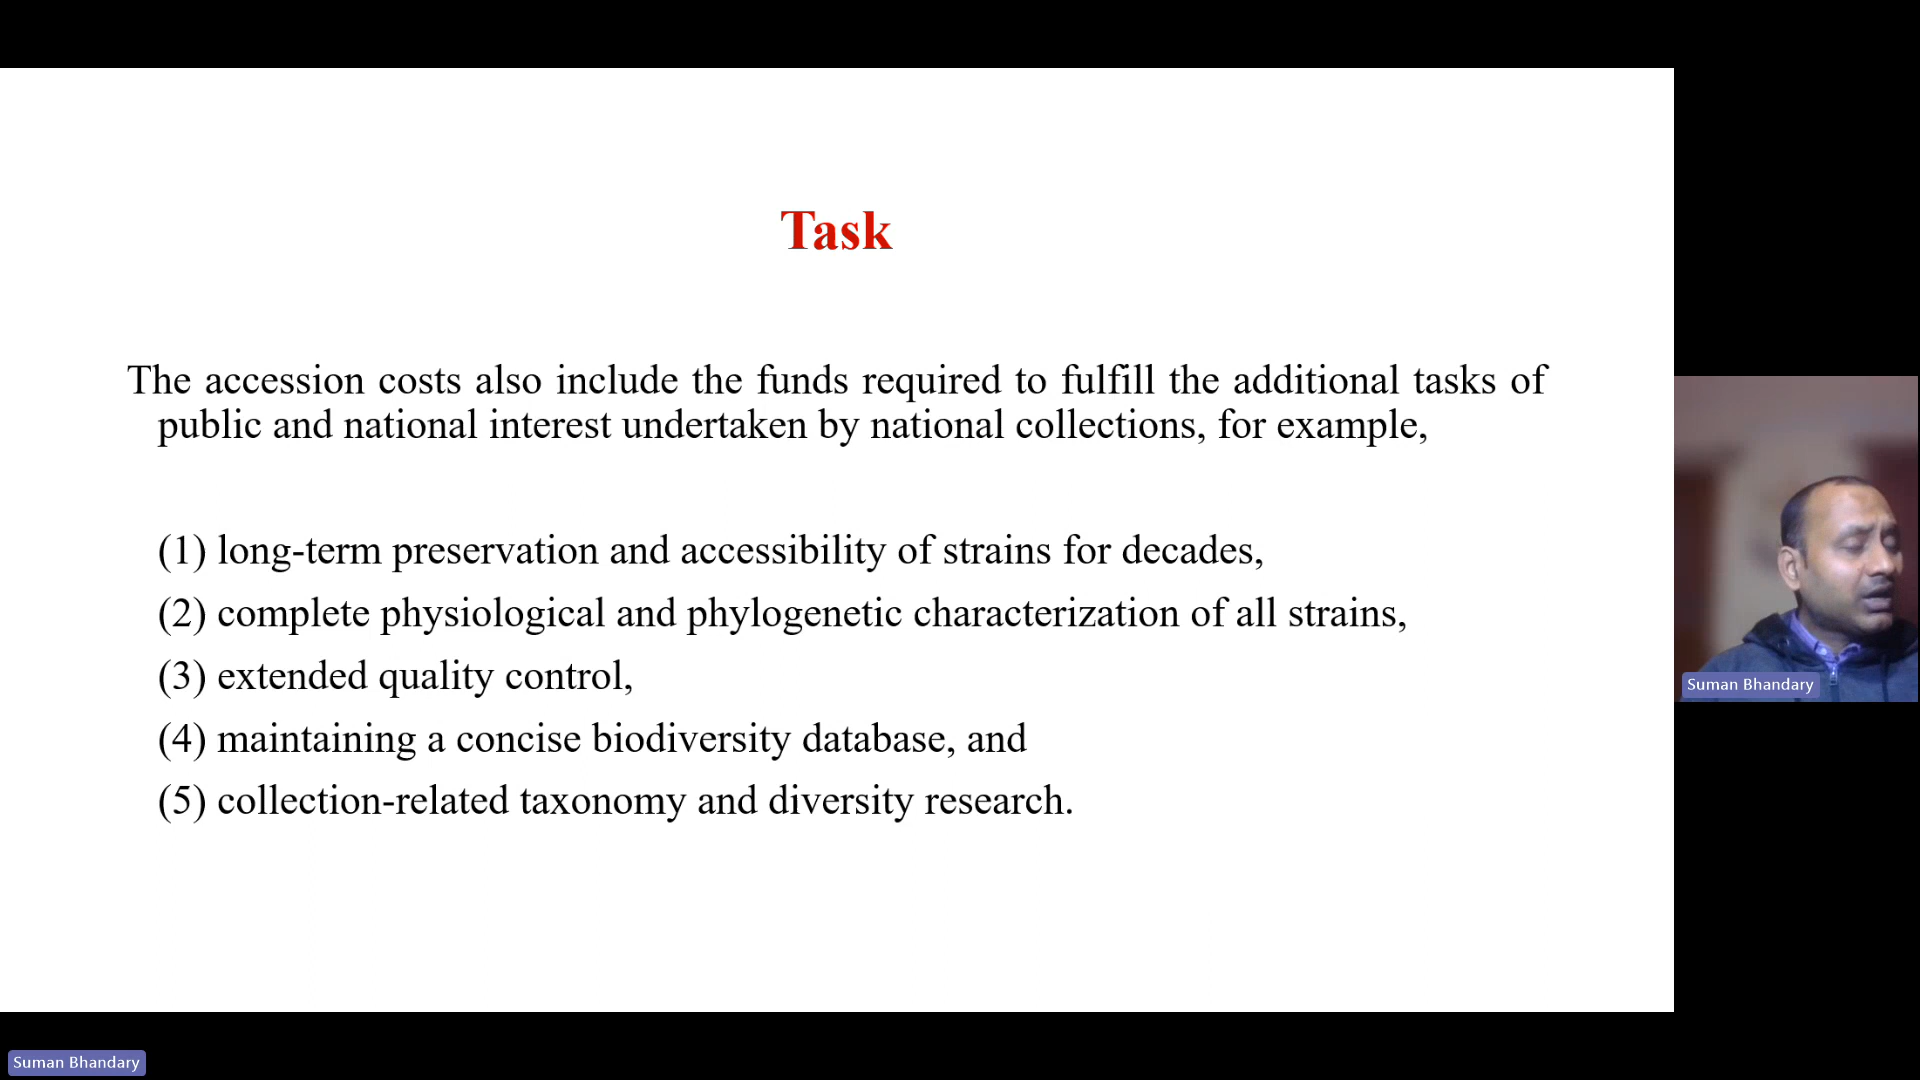 Task
The accession costs also include the funds required to fulfill the additional tasks of
public and national interest undertaken by national collections, for example,
(1) long-term preservation and accessibility of strains for decades,
(2) complete physiological and phylogenetic characterization of all strains,
(3) extended quality control,
(4) maintaining a concise biodiversity database, and
(5) collection-related taxonomy and diversity research.
Suman Bhandary
Suman Bhandary